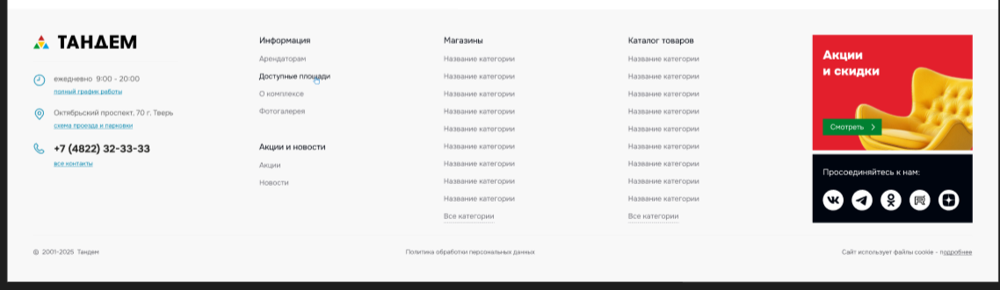 ТАНДЕМ
ежедневно 9:00 - 20:00
полный график работы
Октябрьский проспект, 70 г. Тверь
схема проезда и парковки
+7 (4822) 32-33-33
все контакты
Информация
Арендаторам
Доступные площади
О комплексе
Фотогалерея
Акции и новости
Акции
Новости
Магазины
Название категории
Название категории
Название категории
Название категории
Название категории
Название категории
Название категории
Название категории
Название категории
Все категории
Каталог товаров
Название категории
Название категории
Название категории
Название категории
Название категории
Название категории
Название категории
Название категории
Название категории
Все категории
Акции
и скидки
Смотреть
Просоединяйтесь к нам:
© 2001-2025 Тандем
Политика обработки персональных данных
Сайт использует файлы cookie - подробнее